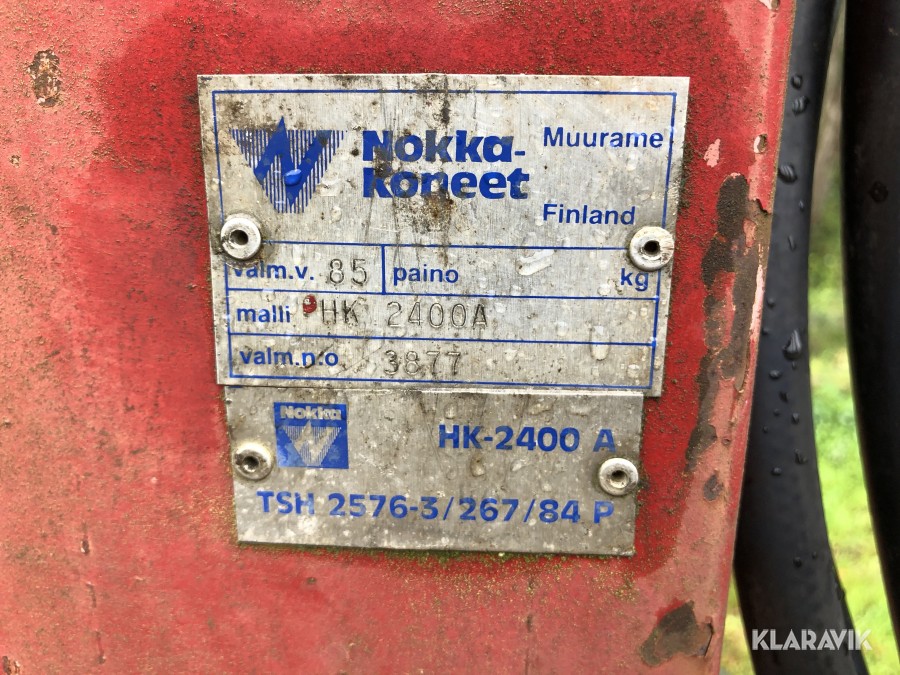 Nokka-
koneet
Muurame
Finland
valm.v. 85 paino kg
malli HK 2400A
valm.n:o 3877
Nokka
HK-2400 A
TSH 2576-3/267/84 P
KLARAVIK